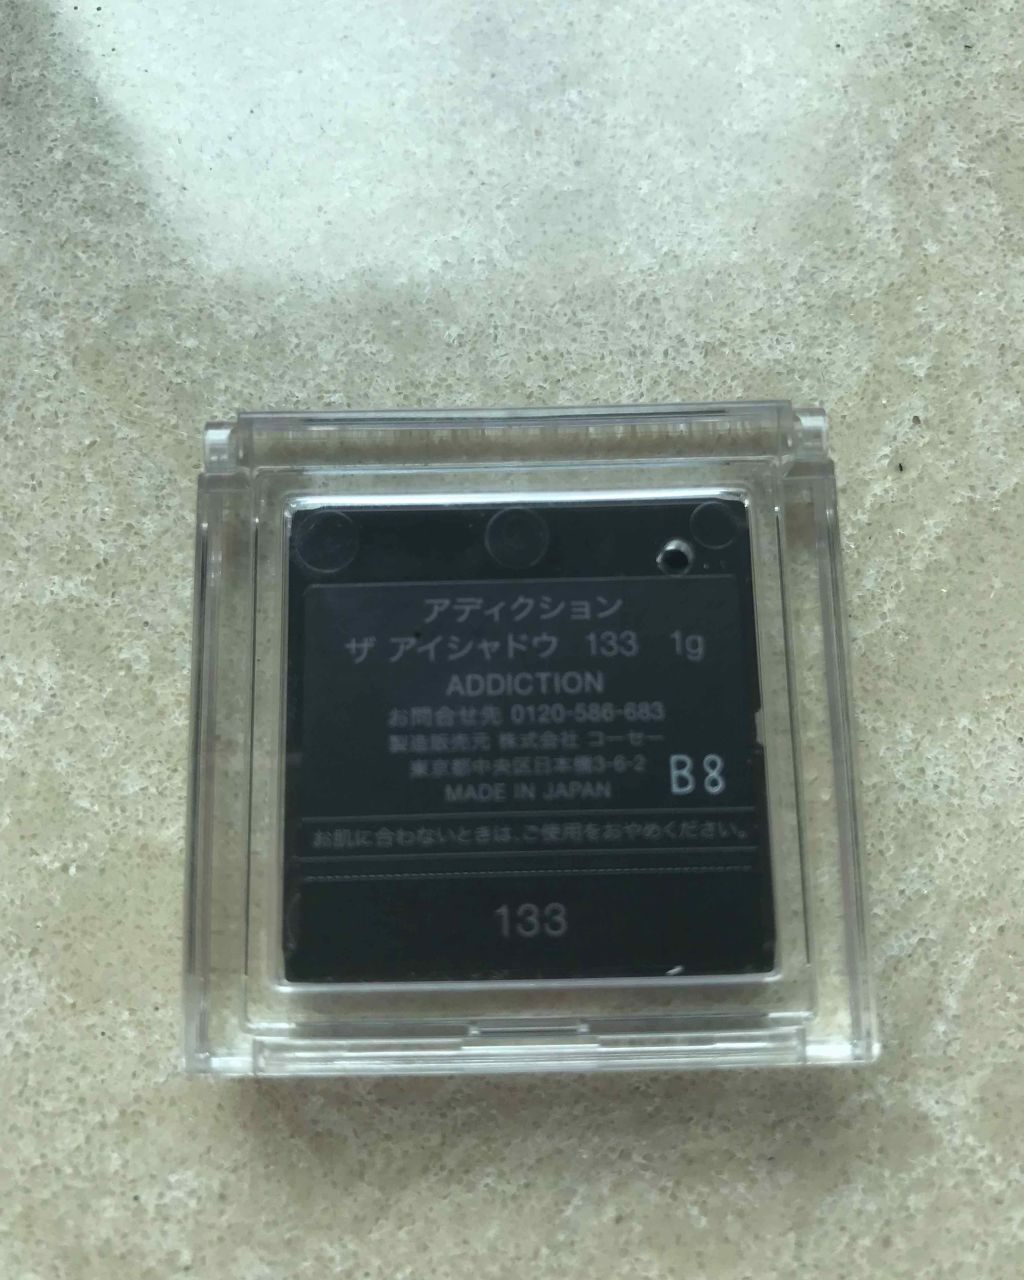 アディクション
ザ アイシャドウ 133 1g
ADDICTION
お問合せ先 0120-586-683
製造販売元 株式会社 コーセー
東京都中央区日本橋3-6-2
MADE IN JAPAN
B8
お肌に合わないときは、ご使用をおやめください。
133